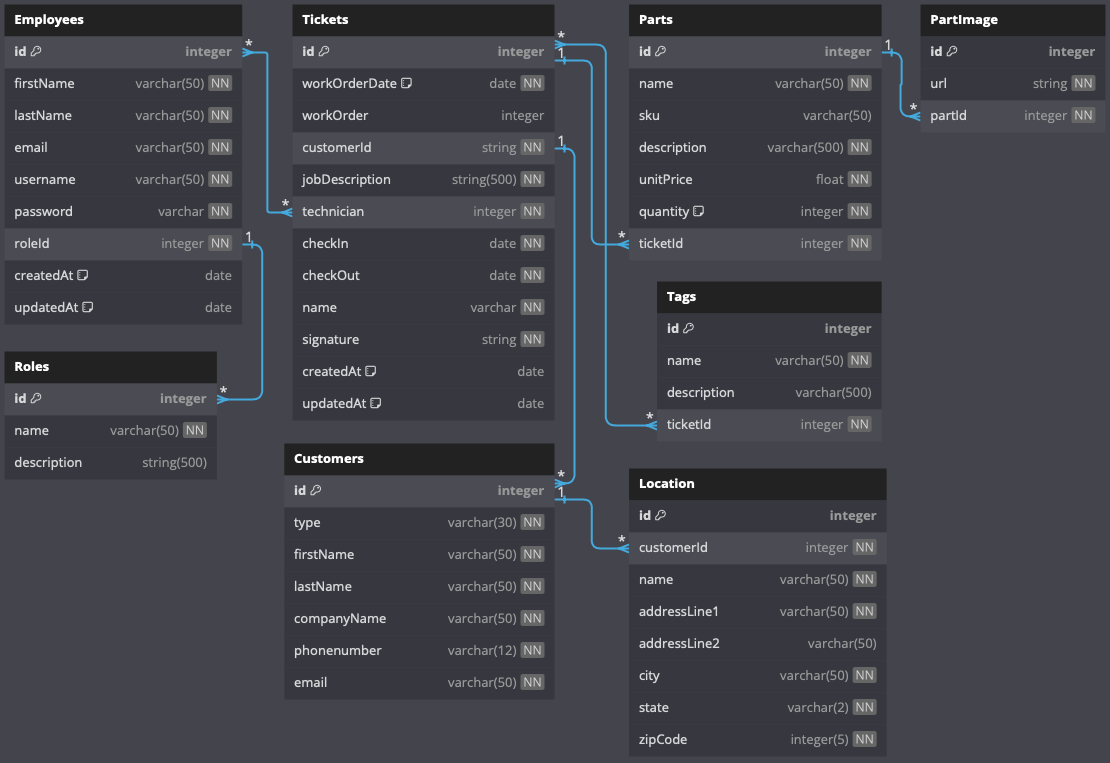 Employees
id integer
firstName varchar(50) NN
lastName varchar(50) NN
email varchar(50) NN
username varchar(50) NN
password varchar NN
roleId integer NN
createdAt date
updatedAt date
Roles
id integer
name varchar(50) NN
description string(500)
Tickets
id integer
workOrderDate date NN
workOrder integer
customerId string NN
jobDescription string(500) NN
technician integer NN
checkIn date NN
checkOut date NN
name varchar NN
signature string NN
createdAt date
updatedAt date
Customers
id integer
type varchar(30) NN
firstName varchar(50) NN
lastName varchar(50) NN
companyName varchar(50) NN
phonenumber varchar(12) NN
email varchar(50) NN
Parts
id integer
name varchar(50) NN
sku varchar(50)
description varchar(500) NN
unitPrice float NN
quantity integer NN
ticketId integer NN
Tags
id integer
name varchar(50) NN
description varchar(500)
ticketId integer NN
Location
id integer
customerId integer NN
name varchar(50) NN
addressLine1 varchar(50) NN
addressLine2 varchar(50)
city varchar(50) NN
state varchar(2) NN
zipCode integer(5) NN
PartImage
id integer
url string NN
partId integer NN
*
*
1
*
*
1
1
*
1
*
*
1
*
1
*